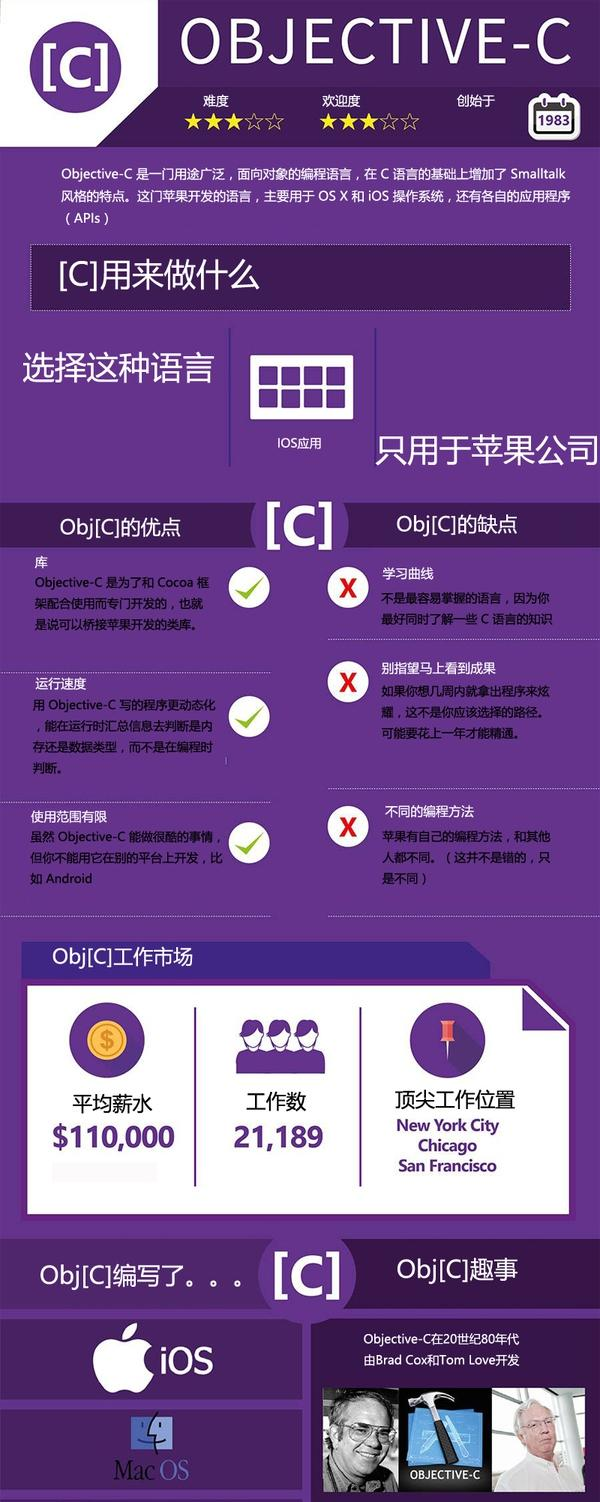 [C]
OBJECTIVE-C
难度
欢迎度
创始于
1983
Objective-C 是一门用途广泛，面向对象的编程语言，在 C 语言的基础上增加了 Smalltalk
风格的特点。这门苹果开发的语言，主要用于 OS X 和 iOS 操作系统，还有各自的应用程序
（ APIs ）
[C]用来做什么
选择这种语言
IOS应用
只用于苹果公司
Obj[C]的优点
[C]
Obj[C]的缺点
库
Objective-C 是为了和 Cocoa 框
架配合使用而专门开发的，也就
是说可以桥接苹果开发的类库。
运行速度
用 Objective-C 写的程序更动态化
，能在运行时汇总信息去判断是内
存还是数据类型，而不是在编程时
判断。
使用范围有限
虽然 Objective-C 能做很酷的事情，
但你不能用它在别的平台上开发，比
如 Android
X
学习曲线
不是最容易掌握的语言，因为你
最好同时了解一些 C 语言的知识
X
别指望马上看到成果
如果你想几周内就拿出程序来炫
耀，这不是你应该选择的路径。
可能要花上一年才能精通。
X
不同的编程方法
苹果有自己的编程方法，和其他
人都不同。（ 这并不是错的，只
是不同 ）
Obj[C]工作市场
$
平均薪水
$110,000
工作数
21,189
顶尖工作位置
New York City
Chicago
San Francisco
Obj[C]编写了。。。
[C]
Obj[C]趣事
iOS
Mac OS
Objective-C在20世纪80年代
由Brad Cox和Tom Love开发
OBJECTIVE-C